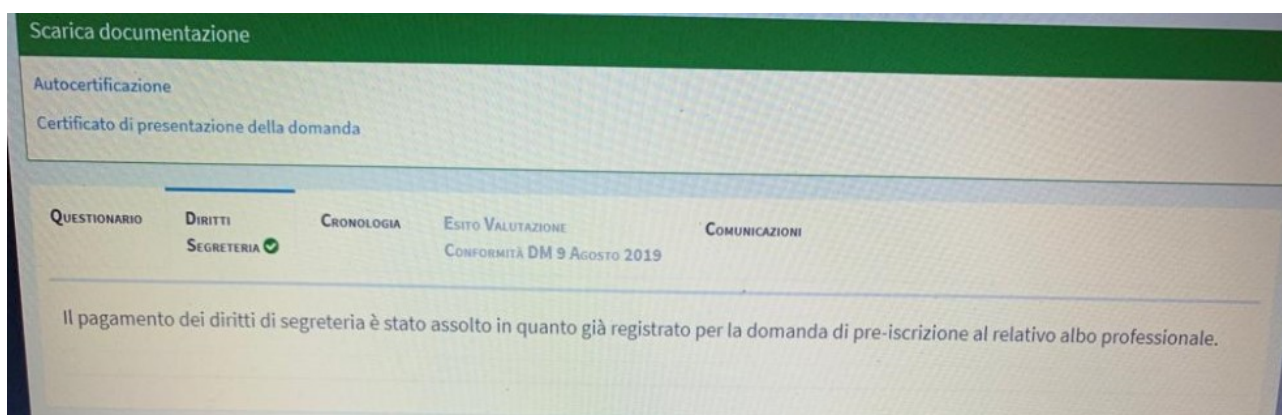 Scarica documentazione
Autocertificazione
Certificato di presentazione della domanda
Questionario
Diritti
Segreteria
Cronologia
Esito Valutazione
Conformità DM 9 Agosto 2019
Comunicazioni
Il pagamento dei diritti di segreteria è stato assolto in quanto già registrato per la domanda di pre-iscrizione al relativo albo professionale.